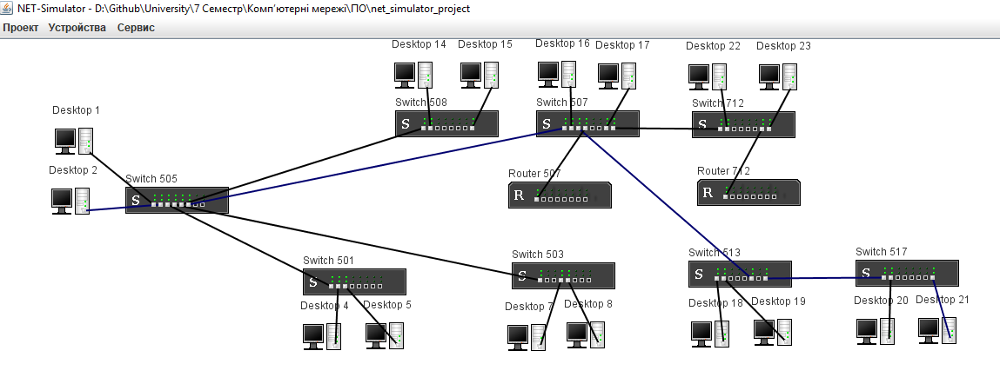 NET-Simulator - D:\Github\University\7 Семестр\Комп'ютерні мережі\ПО\net_simulator_project
Проект Устройства Сервис
Desktop 14 Desktop 15 Desktop 16 Desktop 17 Desktop 22 Desktop 23
Switch 508 Switch 507 Switch 712
S S S
Desktop 1
Desktop 2
Switch 505
S
Router 507 Router 712
R R
Switch 501 Switch 503 Switch 513 Switch 517
S S S S
Desktop 4 Desktop 5 Desktop 7 Desktop 8 Desktop 18 Desktop 19 Desktop 20 Desktop 21